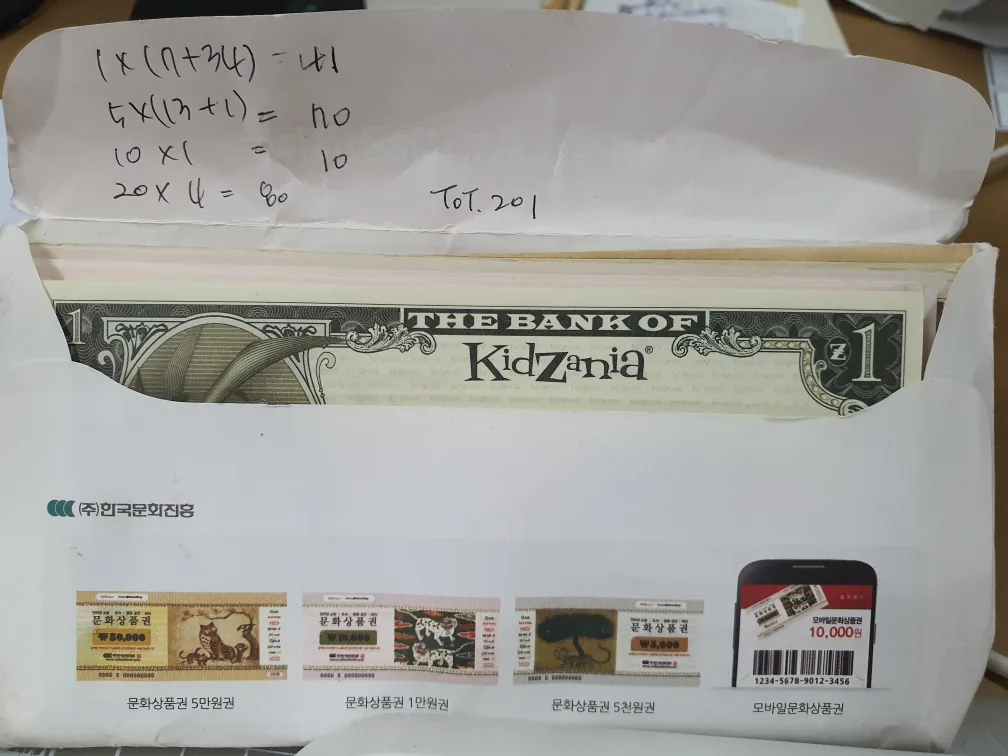 1 x (7+34) = 41
5 x (13+1) = 70
10 x 1 = 10
20 x 4 = 80 TOT. 201
1 THE BANK OF 1
KidZania®
(주)한국문화진흥
문화상품권
₩50,000
문화상품권
₩10,000
문화상품권
₩5,000
모바일문화상품권
10,000원
1234-5678-9012-3456
문화상품권 5만원권 문화상품권 1만원권 문화상품권 5천원권 모바일문화상품권